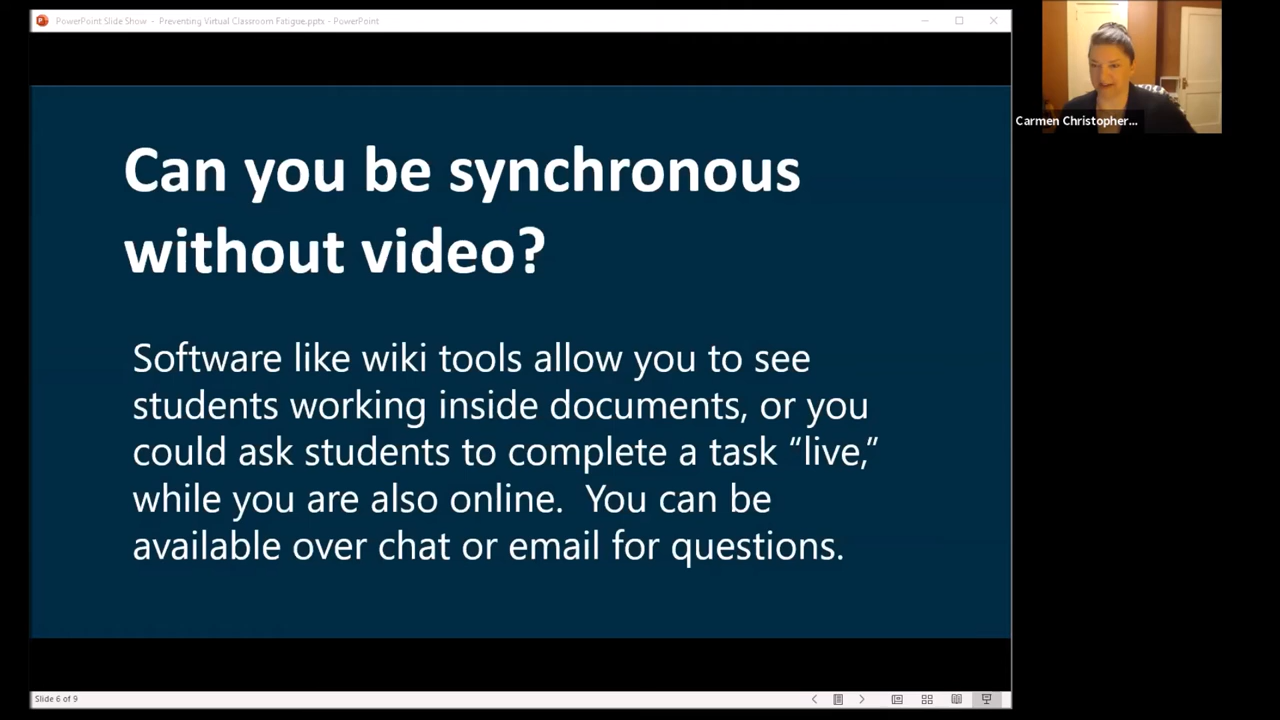 PowerPoint Slide Show - Preventing Virtual Classroom Fatigue.pptx - PowerPoint
Carmen Christopher...
Can you be synchronous
without video?
Software like wiki tools allow you to see
students working inside documents, or you
could ask students to complete a task “live,”
while you are also online.  You can be
available over chat or email for questions.
Slide 6 of 9